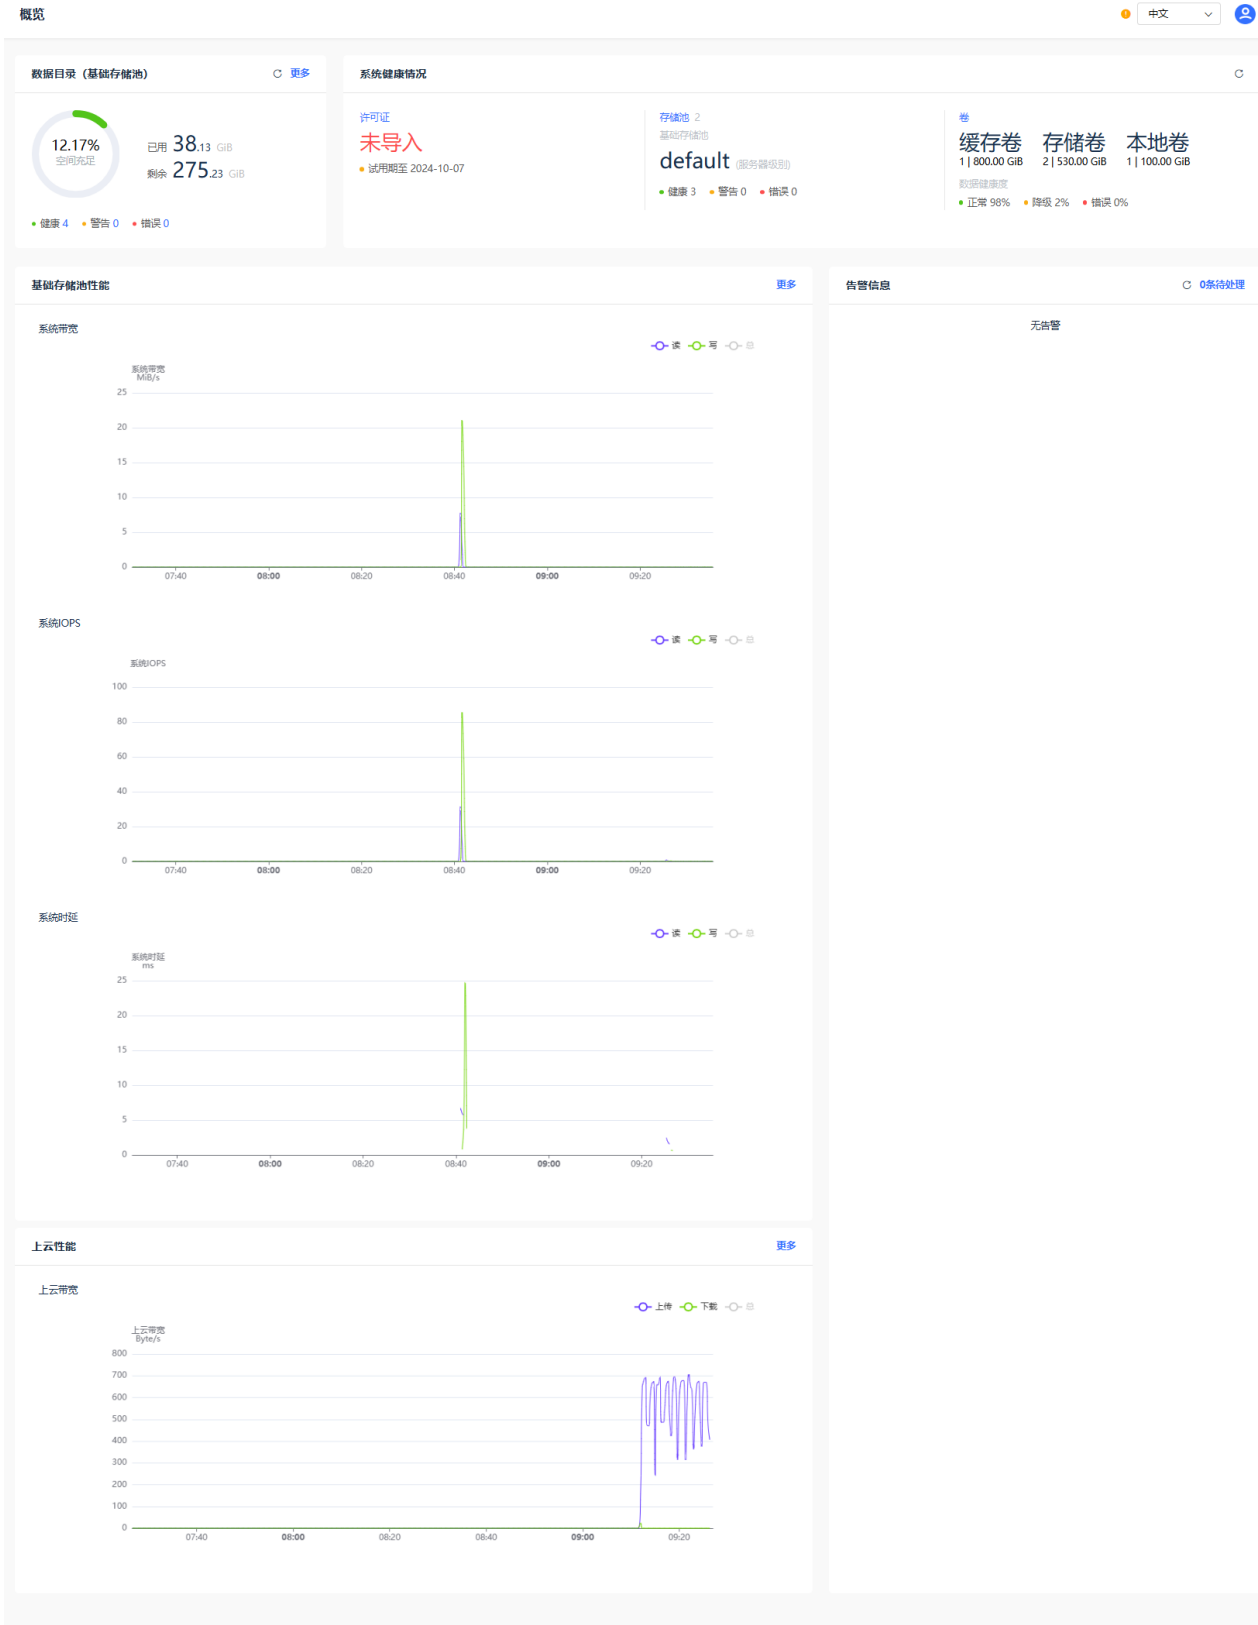 概览
中文
数据目录（基础存储池）
更多
12.17%
空间充足
已用 38.13 GiB
剩余 275.23 GiB
健康 4 警告 0 错误 0
系统健康情况
许可证
未导入
试用期至 2024-10-07
存储池 2
基础存储池
default (服务器级别)
健康 3 警告 0 错误 0
卷
缓存卷 存储卷 本地卷
1 | 800.00 GiB 2 | 530.00 GiB 1 | 100.00 GiB
数据健康度
正常 98% 降级 2% 错误 0%
基础存储池性能
更多
系统带宽
读 写 总
系统带宽
MiB/s
25
20
15
10
5
0
07:40 08:00 08:20 08:40 09:00 09:20
系统IOPS
读 写 总
系统IOPS
100
80
60
40
20
0
07:40 08:00 08:20 08:40 09:00 09:20
系统时延
读 写 总
系统时延
ms
25
20
15
10
5
0
07:40 08:00 08:20 08:40 09:00 09:20
上云性能
更多
上云带宽
上传 下载 总
上云带宽
Byte/s
800
700
600
500
400
300
200
100
0
07:40 08:00 08:20 08:40 09:00 09:20
告警信息
0条待处理
无告警